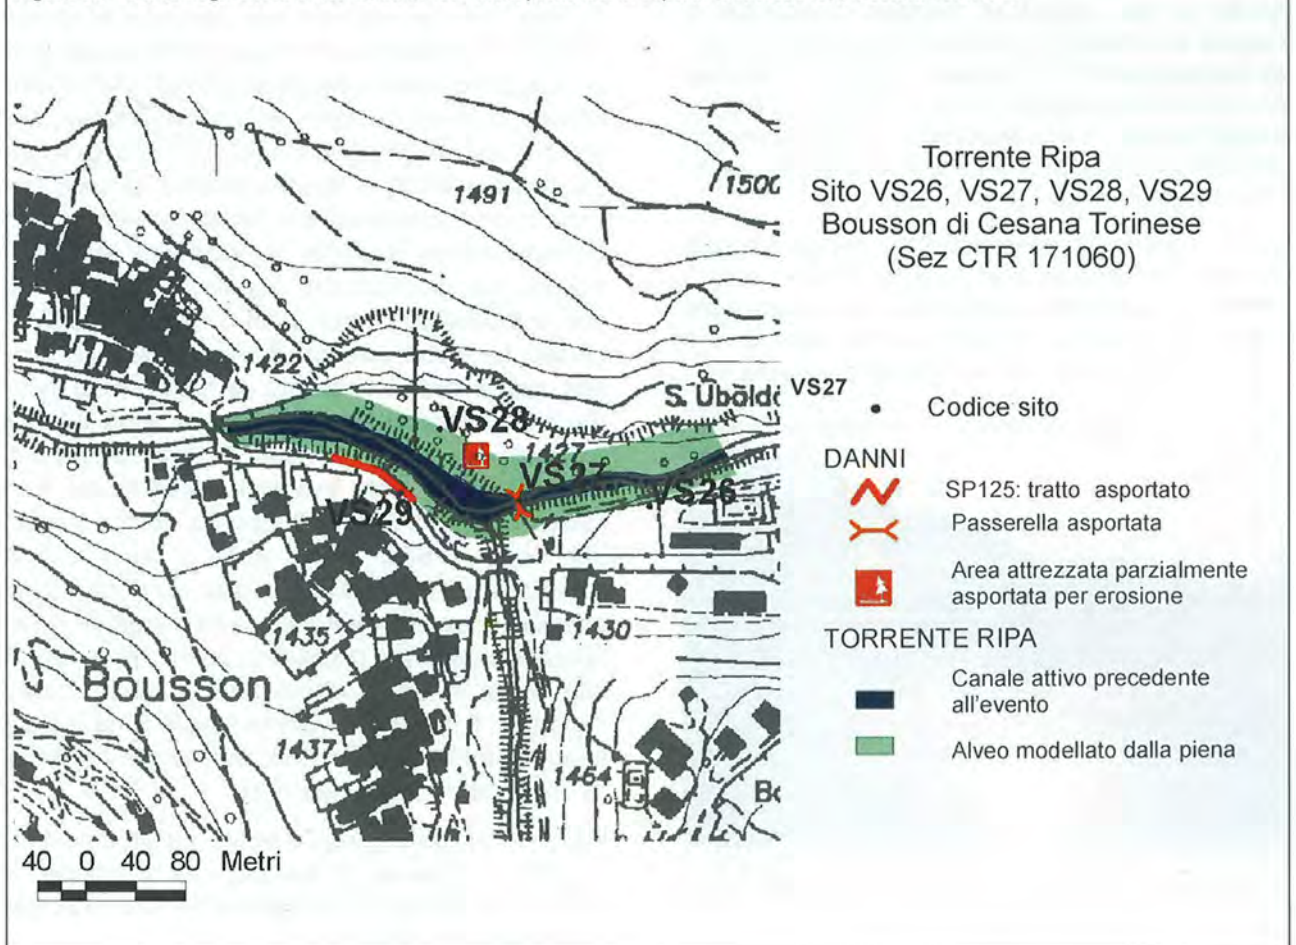 Torrente Ripa
Sito VS26, VS27, VS28, VS29
Bousson di Cesana Torinese
(Sez CTR 171060)
1491
1500
1422
S. Ubaldo
VS28
1427
VS27
VS26
VS29
1435
1430
Bousson
1437
1464
Bo
40 0 40 80 Metri
VS27
Codice sito
DANNI
SP125: tratto asportato
Passerella asportata
Area attrezzata parzialmente
asportata per erosione
TORRENTE RIPA
Canale attivo precedente
all'evento
Alveo modellato dalla piena